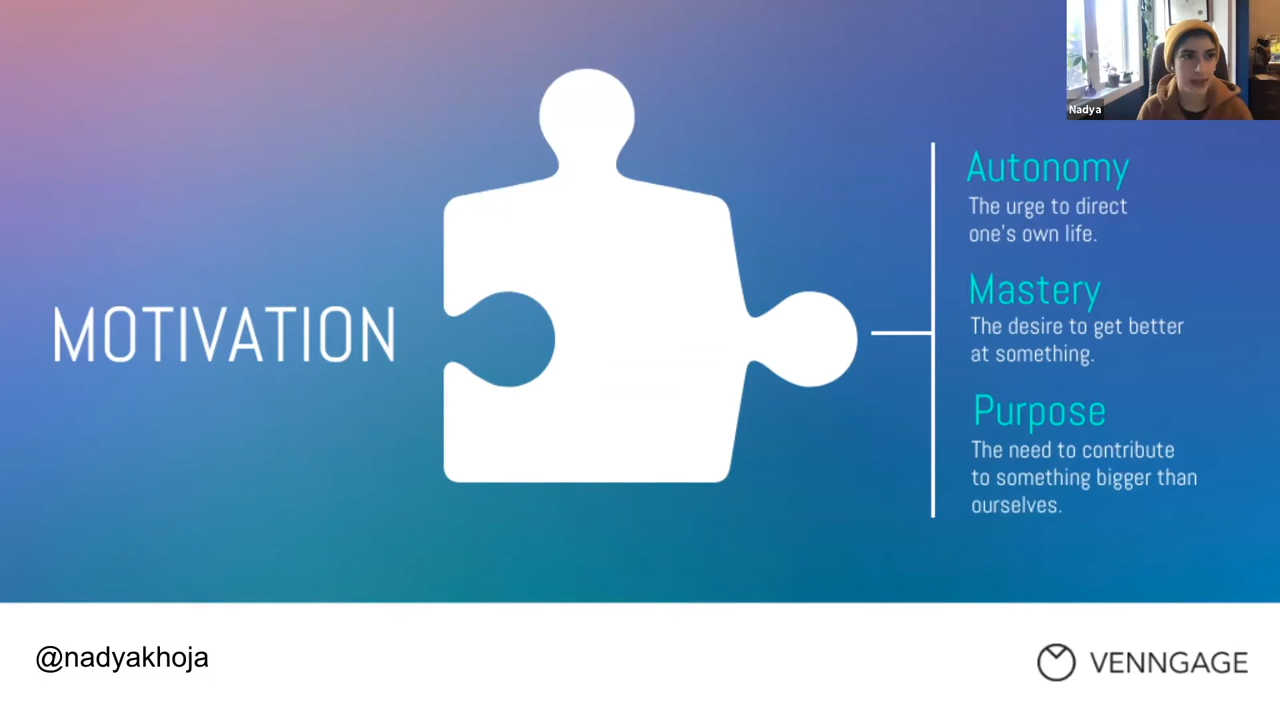 Nadya
MOTIVATION
Autonomy
The urge to direct
one's own life.
Mastery
The desire to get better
at something.
Purpose
The need to contribute
to something bigger than
ourselves.
@nadyakhoja
VENNGAGE